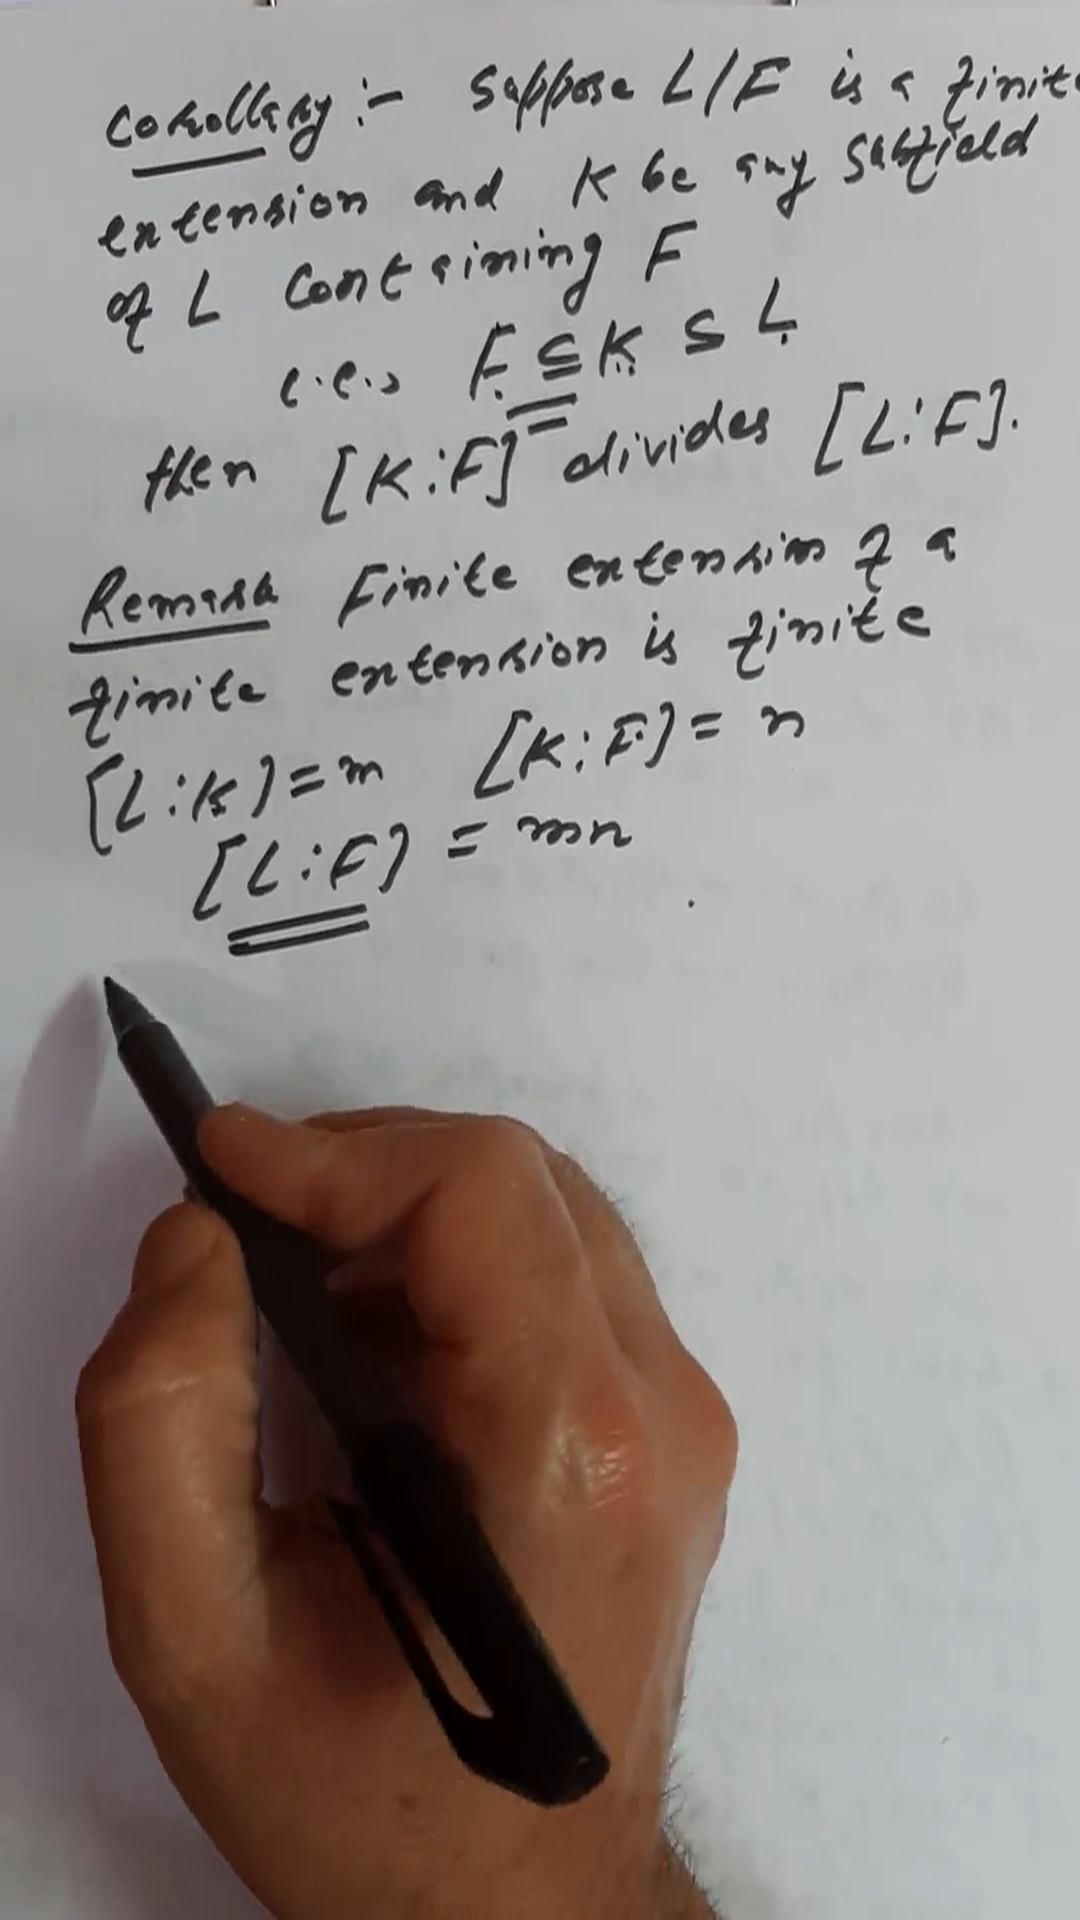 Corollary :- Suppose L/F is a finite
extension and K be any subfield
of L containing F
i.e., F ⊆ K ⊆ L
then [K:F] divides [L:F].
Remark Finite extension of a
finite extension is finite
[L:K] = m [K:F] = n
[L:F] = mn